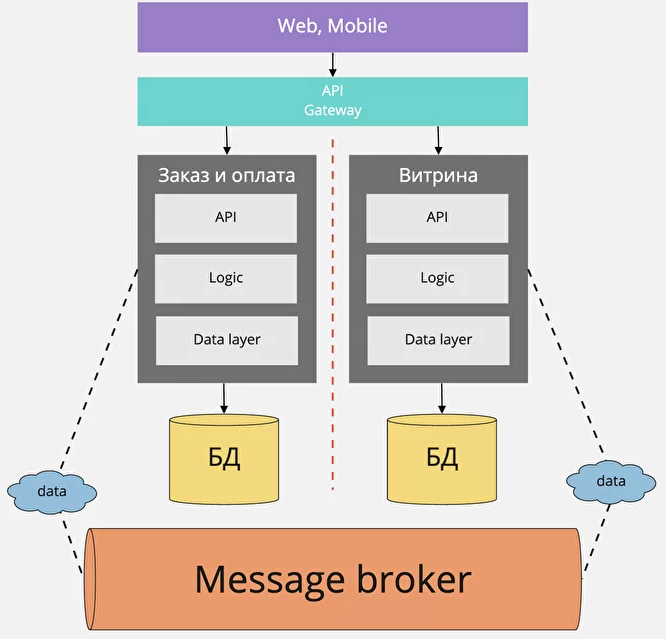 Web, Mobile
API
Gateway
Заказ и оплата
API
Logic
Data layer
БД
Витрина
API
Logic
Data layer
БД
data
data
Message broker